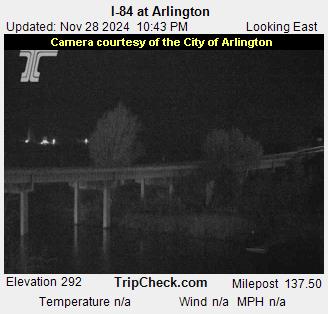 I-84 at Arlington
Updated: Nov 28 2024 10:43 PM Looking East
Camera courtesy of the City of Arlington
Elevation 292 TripCheck.com Milepost 137.50
Temperature n/a Wind n/a MPH n/a